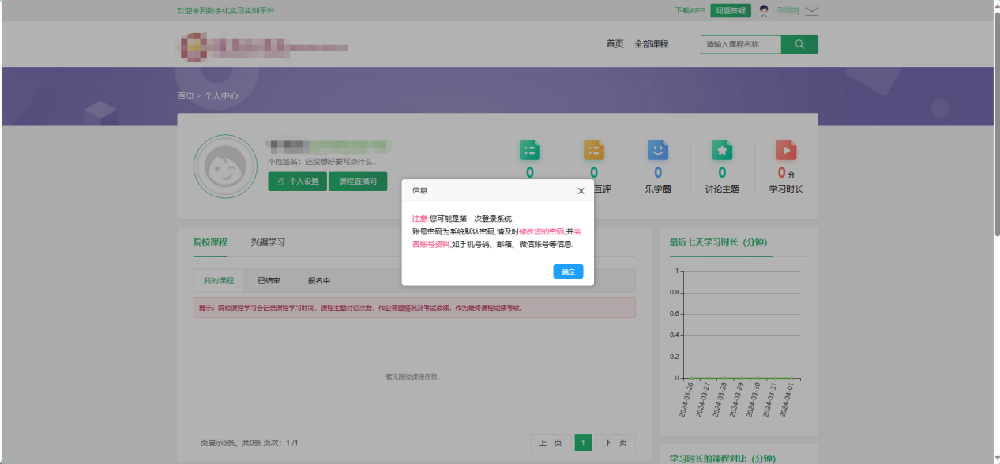 欢迎来到数字化实习实训平台
下载APP 问题答疑
首页 全部课程
请输入课程名称
首页 > 个人中心
个性签名：还没想好要写点什么...
个人设置 课程直播间
0 0 0 0 0 分
互评 乐学圈 讨论主题 学习时长
信息
注意:您可能是第一次登录系统.
账号密码为系统默认密码,请及时修改您的密码,并完
善账号资料,如手机号码、邮箱、微信账号等信息.
确定
院校课程 兴趣学习
我的课程 已结束 报名中
提示：院校课程学习会记录课程学习时间，课程主题讨论次数，作业答题情况及考试成绩，作为最终课程成绩考核。
暂无院校课程信息...
一页展示5条、共0条 页次：1 /1
上一页 1 下一页
最近七天学习时长（分钟）
1
0.8
0.6
0.4
0.2
0
2024-03-26
2024-03-27
2024-03-28
2024-03-29
2024-03-30
2024-03-31
2024-04-01
学习时长的课程对比（分钟）